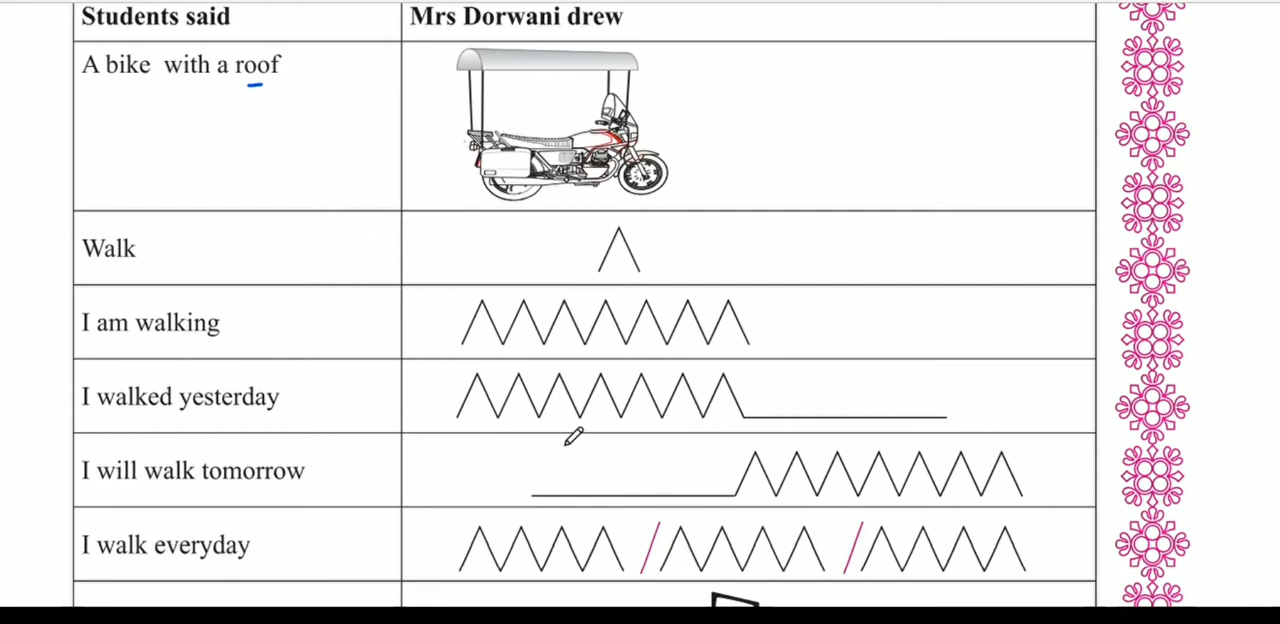 Students said
Mrs Dorwani drew
A bike with a roof
Walk
I am walking
I walked yesterday
I will walk tomorrow
I walk everyday